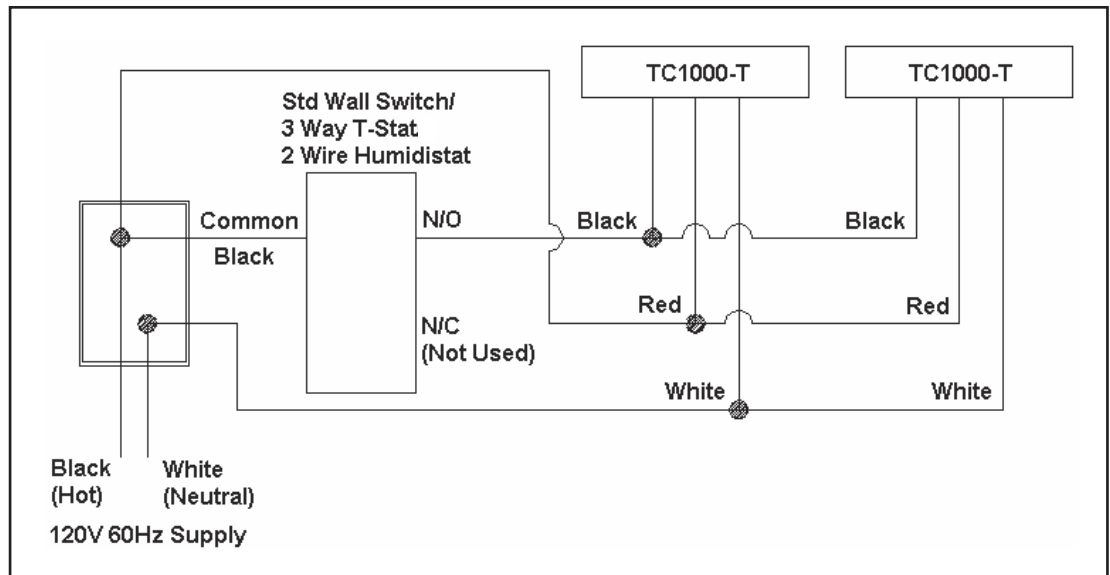 TC1000-T
TC1000-T
Std Wall Switch/
3 Way T-Stat
2 Wire Humidistat
Common
Black
N/O
Black
Black
N/C
(Not Used)
Red
Red
White
White
Black
(Hot)
White
(Neutral)
120V 60Hz Supply